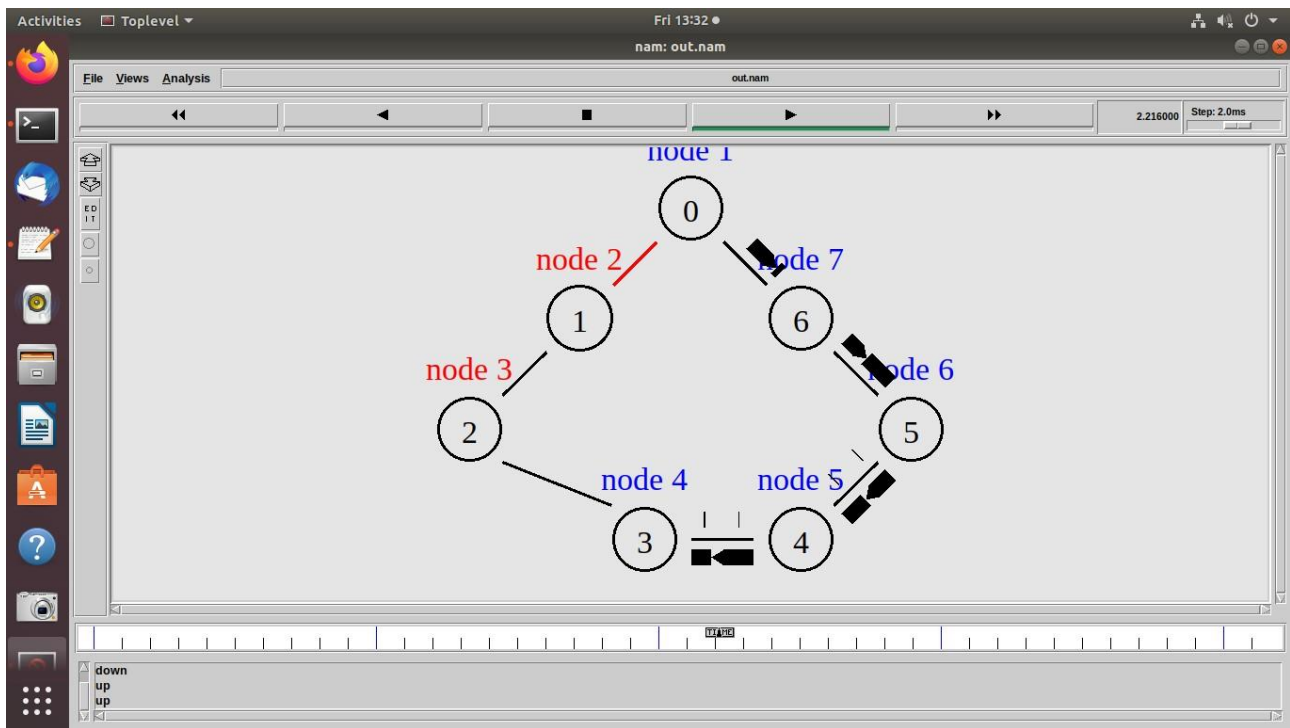 Activities Toplevel Fri 13:32
nam: out.nam
File Views Analysis out.nam
2.216000 Step: 2.0ms
ED
IT
node 1
0
node 2 node 7
1 6
node 3 node 6
2 5
node 4 node 5
3 4
TIME
down
up
up